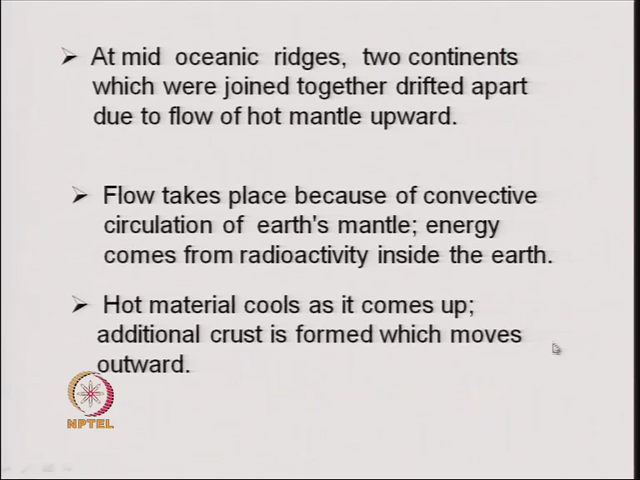 At mid oceanic ridges, two continents
which were joined together drifted apart
due to flow of hot mantle upward.
Flow takes place because of convective
circulation of earth's mantle; energy
comes from radioactivity inside the earth.
Hot material cools as it comes up;
additional crust is formed which moves
outward.
NPTEL